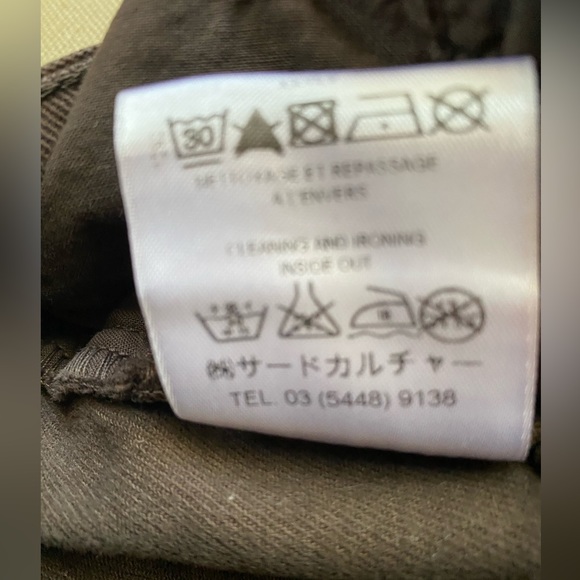 30
NETTOYAGE ET REPASSAGE
A L'ENVERS
CLEANING AND IRONING
INSIDE OUT
㈱サードカルチャー
TEL. 03 (5448) 9138